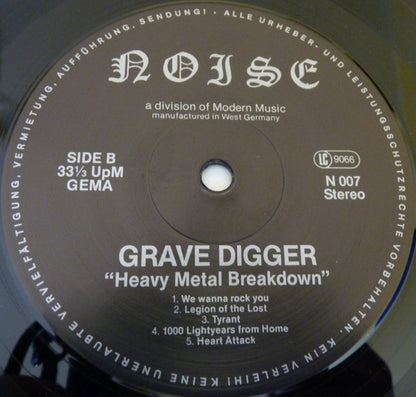 NOISE
a division of Modern Music
manufactured in West Germany
SIDE B
33⅓ UpM
GEMA
LC 9066
N 007
Stereo
GRAVE DIGGER
“Heavy Metal Breakdown”
1. We wanna rock you
2. Legion of the Lost
3. Tyrant
4. 1000 Lightyears from Home
5. Heart Attack
ALLE URHEBER- UND LEISTUNGSSCHUTZRECHTE VORBEHALTEN· KEIN VERLEIH! KEINE UNERLAUBTE VERVIELFÄLTIGUNG, VERMIETUNG, AUFFÜHRUNG, SENDUNG! ·